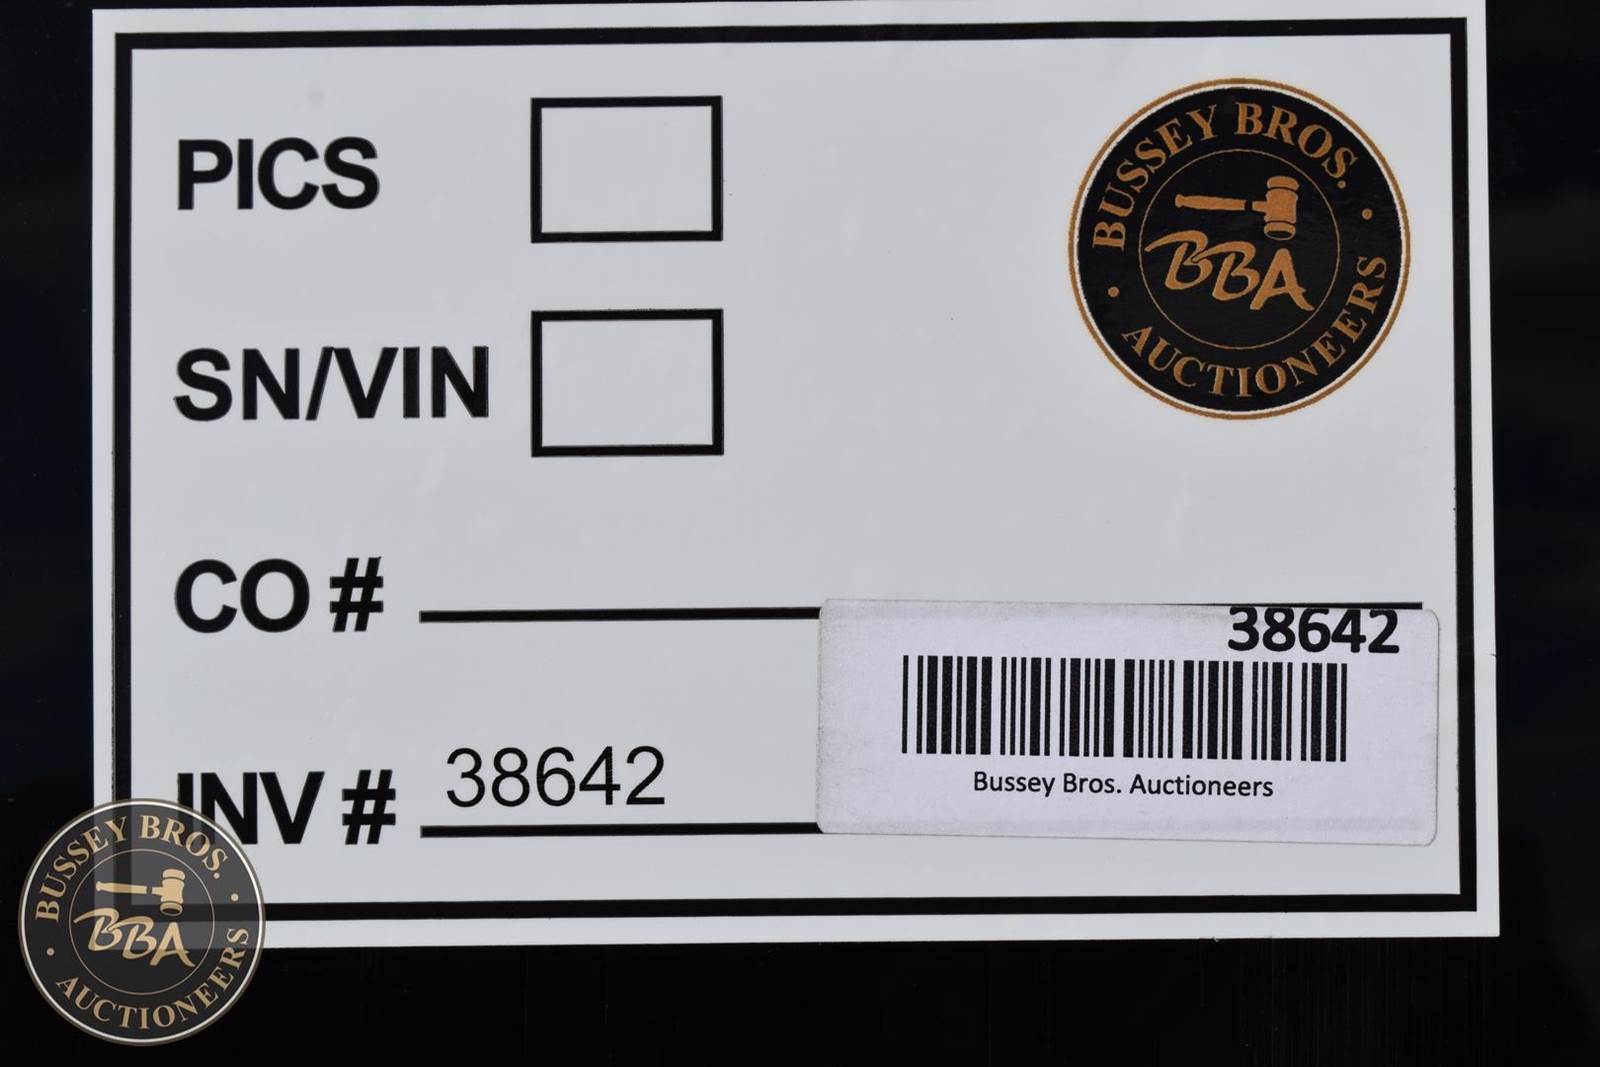 PICS
BUSSEY BROS.
BBA
AUCTIONEERS
SN/VIN
CO #
38642
Bussey Bros. Auctioneers
INV # 38642
BUSSEY BROS.
BBA
AUCTIONEERS